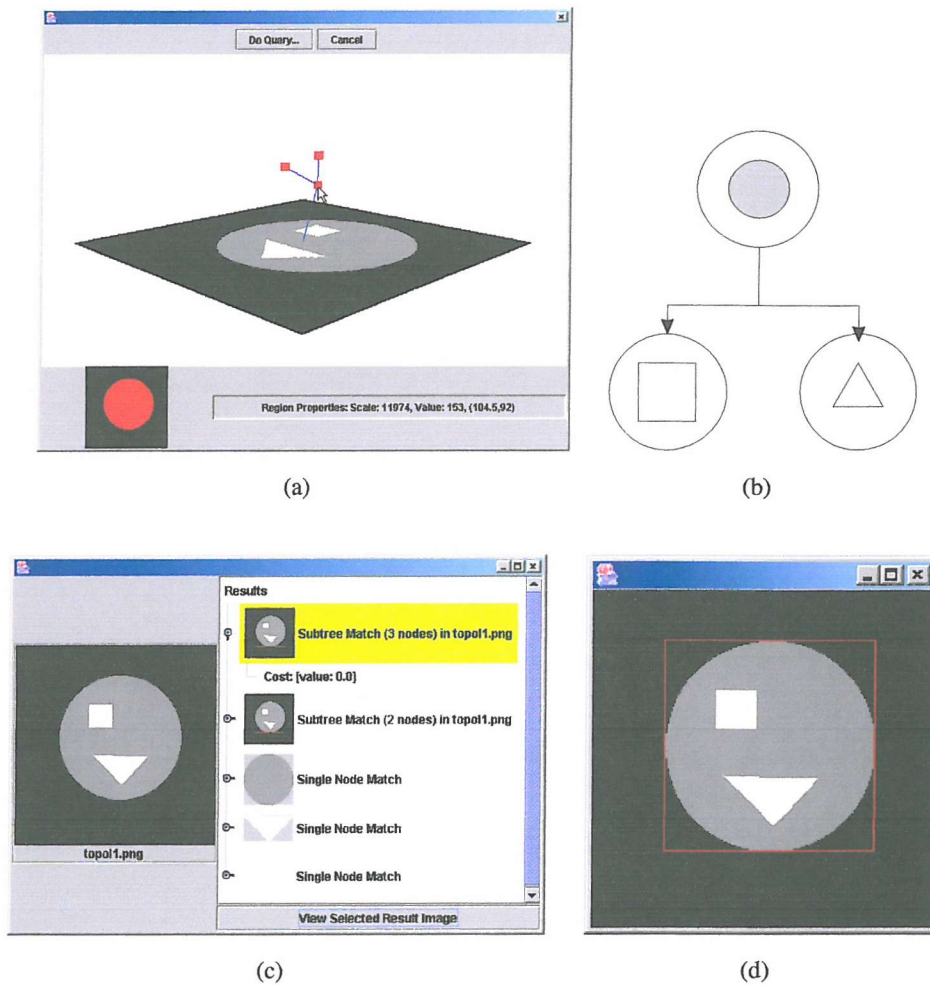 Do Query...
Cancel
Region Properties: Scale: 11974, Value: 153, (104.5,92)
(a)
(b)
Results
Subtree Match (3 nodes) in topol1.png
Cost: [value: 0.0]
Subtree Match (2 nodes) in topol1.png
Single Node Match
Single Node Match
Single Node Match
topol1.png
View Selected Result Image
(c)
(d)